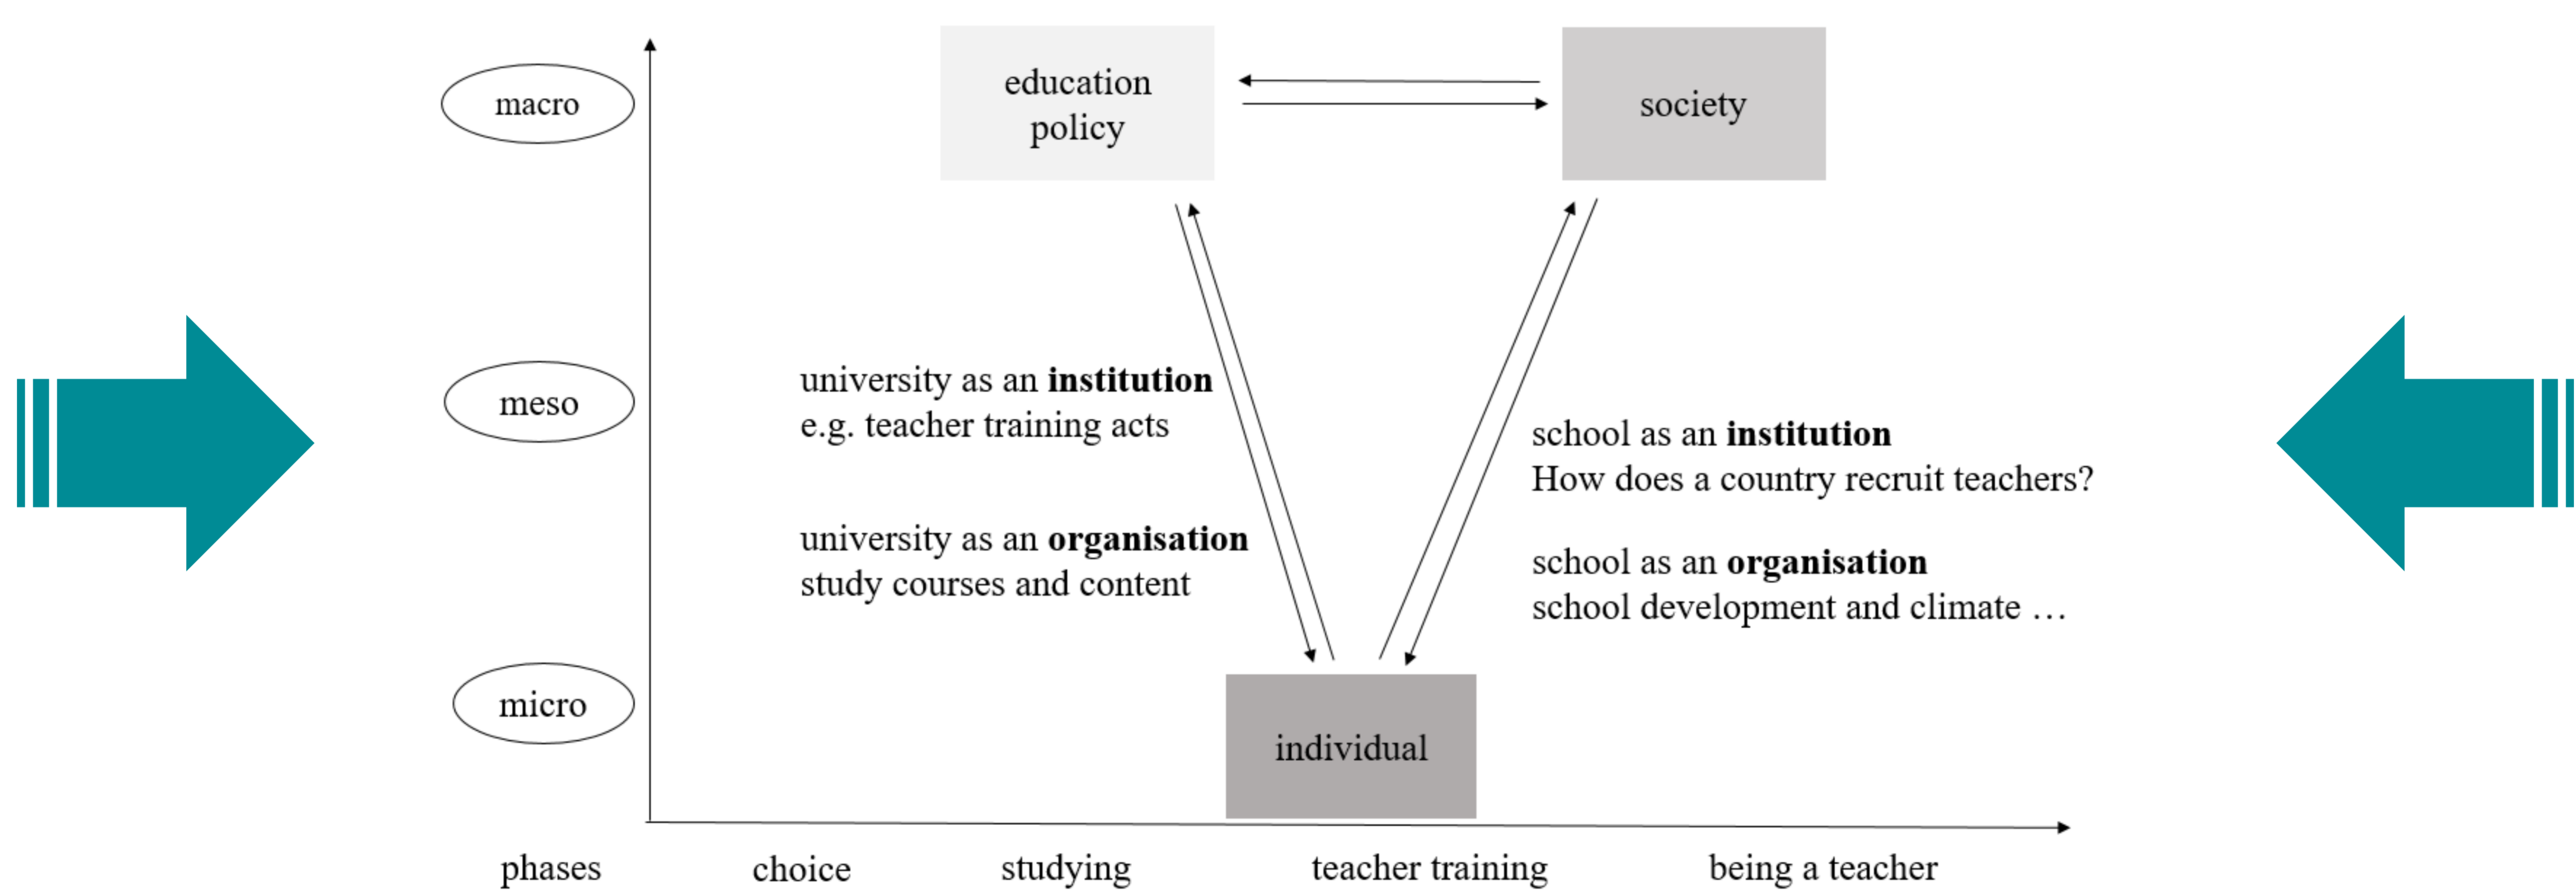 macro
education
policy
society
meso
university as an institution
e.g. teacher training acts
school as an institution
How does a country recruit teachers?
university as an organisation
study courses and content
school as an organisation
school development and climate …
micro
individual
phases
choice
studying
teacher training
being a teacher